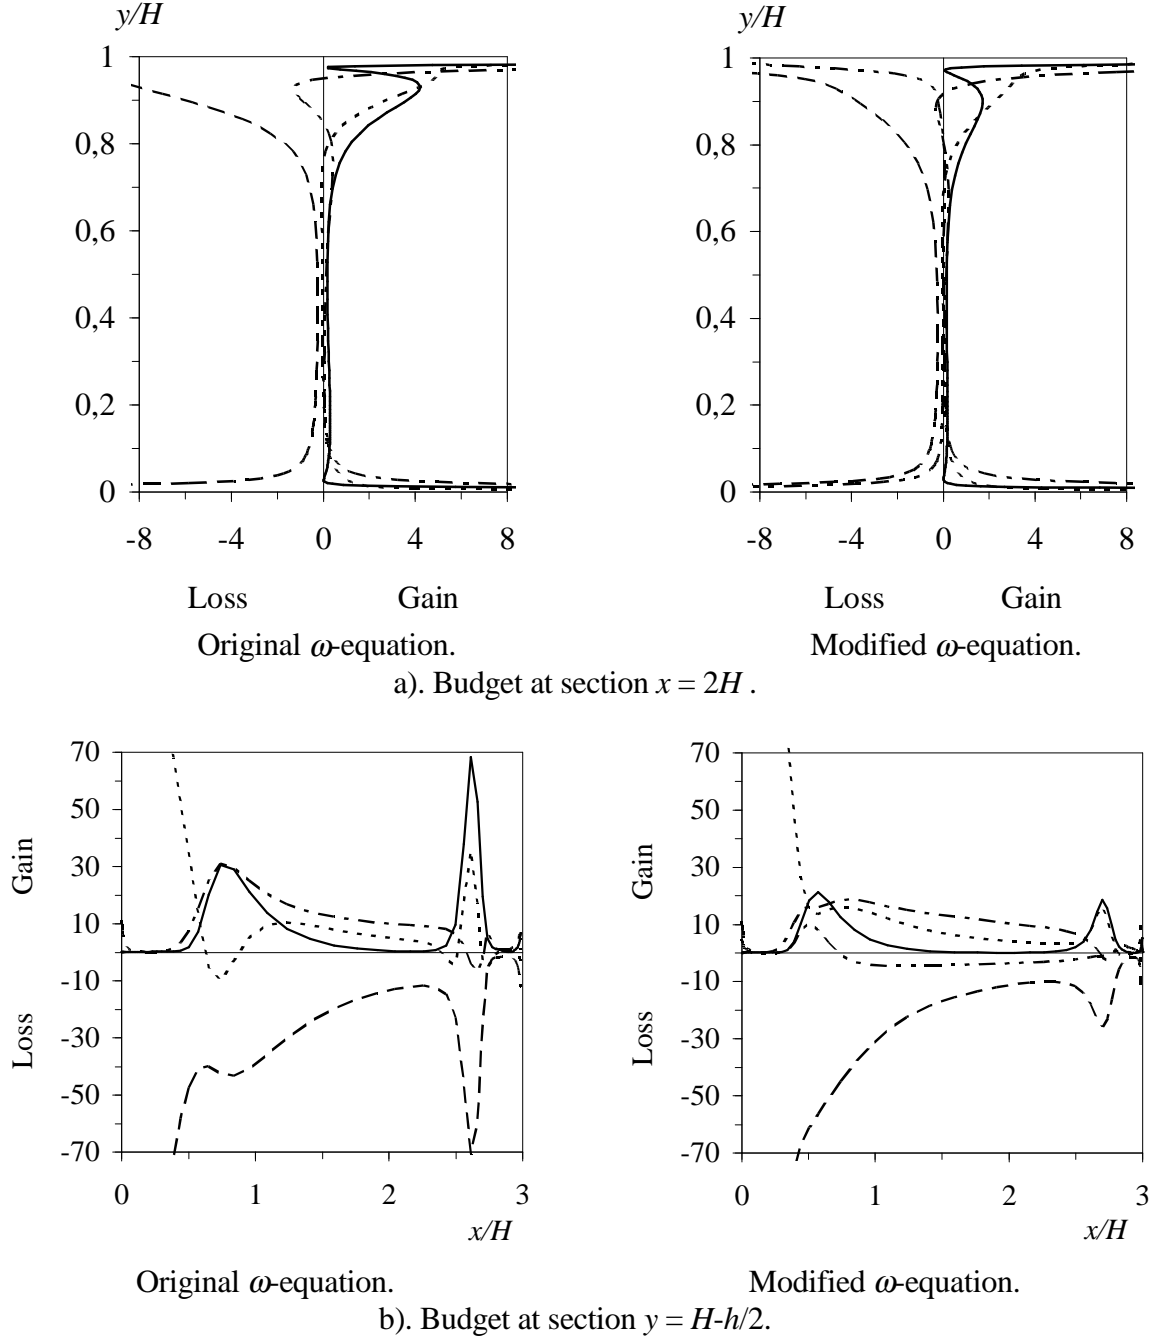 y/H y/H
1 1
0,8 0,8
0,6 0,6
0,4 0,4
0,2 0,2
0 0
-8 -4 0 4 8 -8 -4 0 4 8
Loss Gain Loss Gain
Original ω-equation. Modified ω-equation.
a). Budget at section x = 2H .
70 70
50 50
Gain Gain
30 30
10 10
-10 -10
Loss Loss
-30 -30
-50 -50
-70 -70
0 1 2 3 0 1 2 3
x/H x/H
Original ω-equation. Modified ω-equation.
b). Budget at section y = H-h/2.